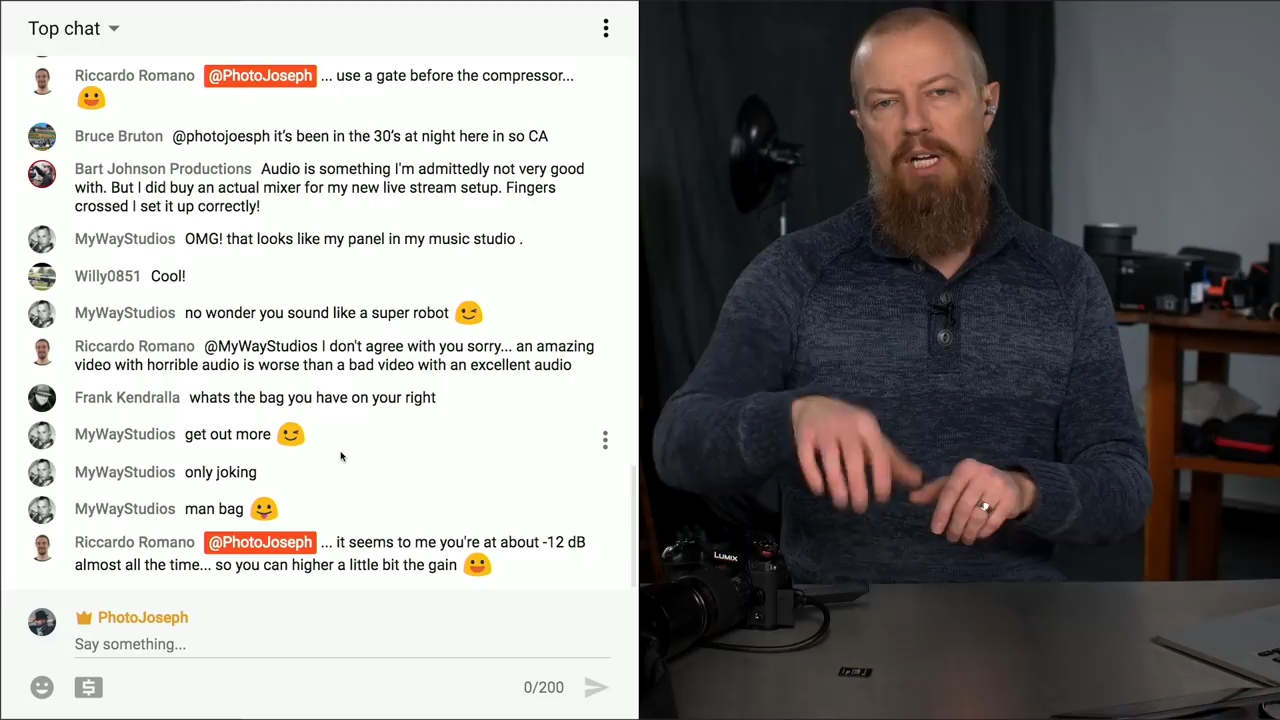 Top chat
Riccardo Romano @PhotoJoseph ... use a gate before the compressor...
Bruce Bruton @photojoesph it's been in the 30's at night here in so CA
Bart Johnson Productions Audio is something I'm admittedly not very good
with. But I did buy an actual mixer for my new live stream setup. Fingers
crossed I set it up correctly!
MyWayStudios OMG! that looks like my panel in my music studio .
Willy0851 Cool!
MyWayStudios no wonder you sound like a super robot 😉
Riccardo Romano @MyWayStudios I don't agree with you sorry... an amazing
video with horrible audio is worse than a bad video with an excellent audio
Frank Kendralla whats the bag you have on your right
MyWayStudios get out more 😉
MyWayStudios only joking
MyWayStudios man bag 😛
Riccardo Romano @PhotoJoseph ... it seems to me you're at about -12 dB
almost all the time... so you can higher a little bit the gain 😃
PhotoJoseph
Say something...
0/200
LUMIX